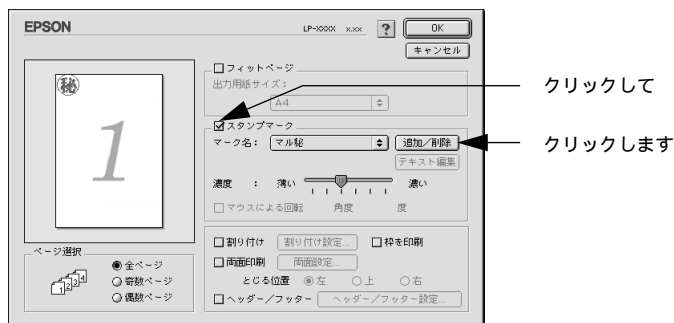 EPSON
LP-XXXX x.xx
?
OK
キャンセル
フィットページ
出力用紙サイズ：
A4
スタンプマーク
マーク名： マル秘
追加／削除
テキスト編集
濃度 ： 薄い 濃い
マウスによる回転 角度 度
割り付け 割り付け設定... 枠を印刷
両面印刷 両面設定...
とじる位置 左 上 右
ヘッダー／フッター ヘッダー／フッター設定...
秘
1
ページ選択
1 2 3 4
全ページ
奇数ページ
偶数ページ
クリックして
クリックします